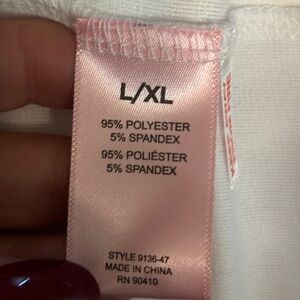 L/XL
95% POLYESTER
5% SPANDEX
95% POLIÉSTER
5% SPANDEX
STYLE 9136-47
MADE IN CHINA
RN 90410